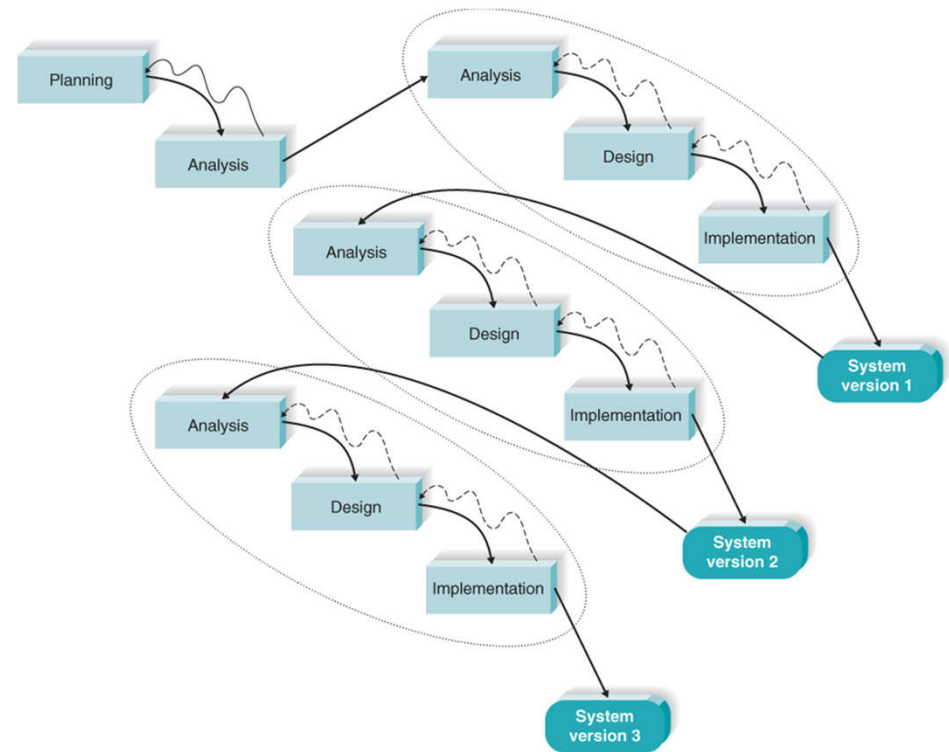 Planning
Analysis
Analysis
Design
Implementation
System
version 1
Analysis
Design
Implementation
System
version 2
Analysis
Design
Implementation
System
version 3